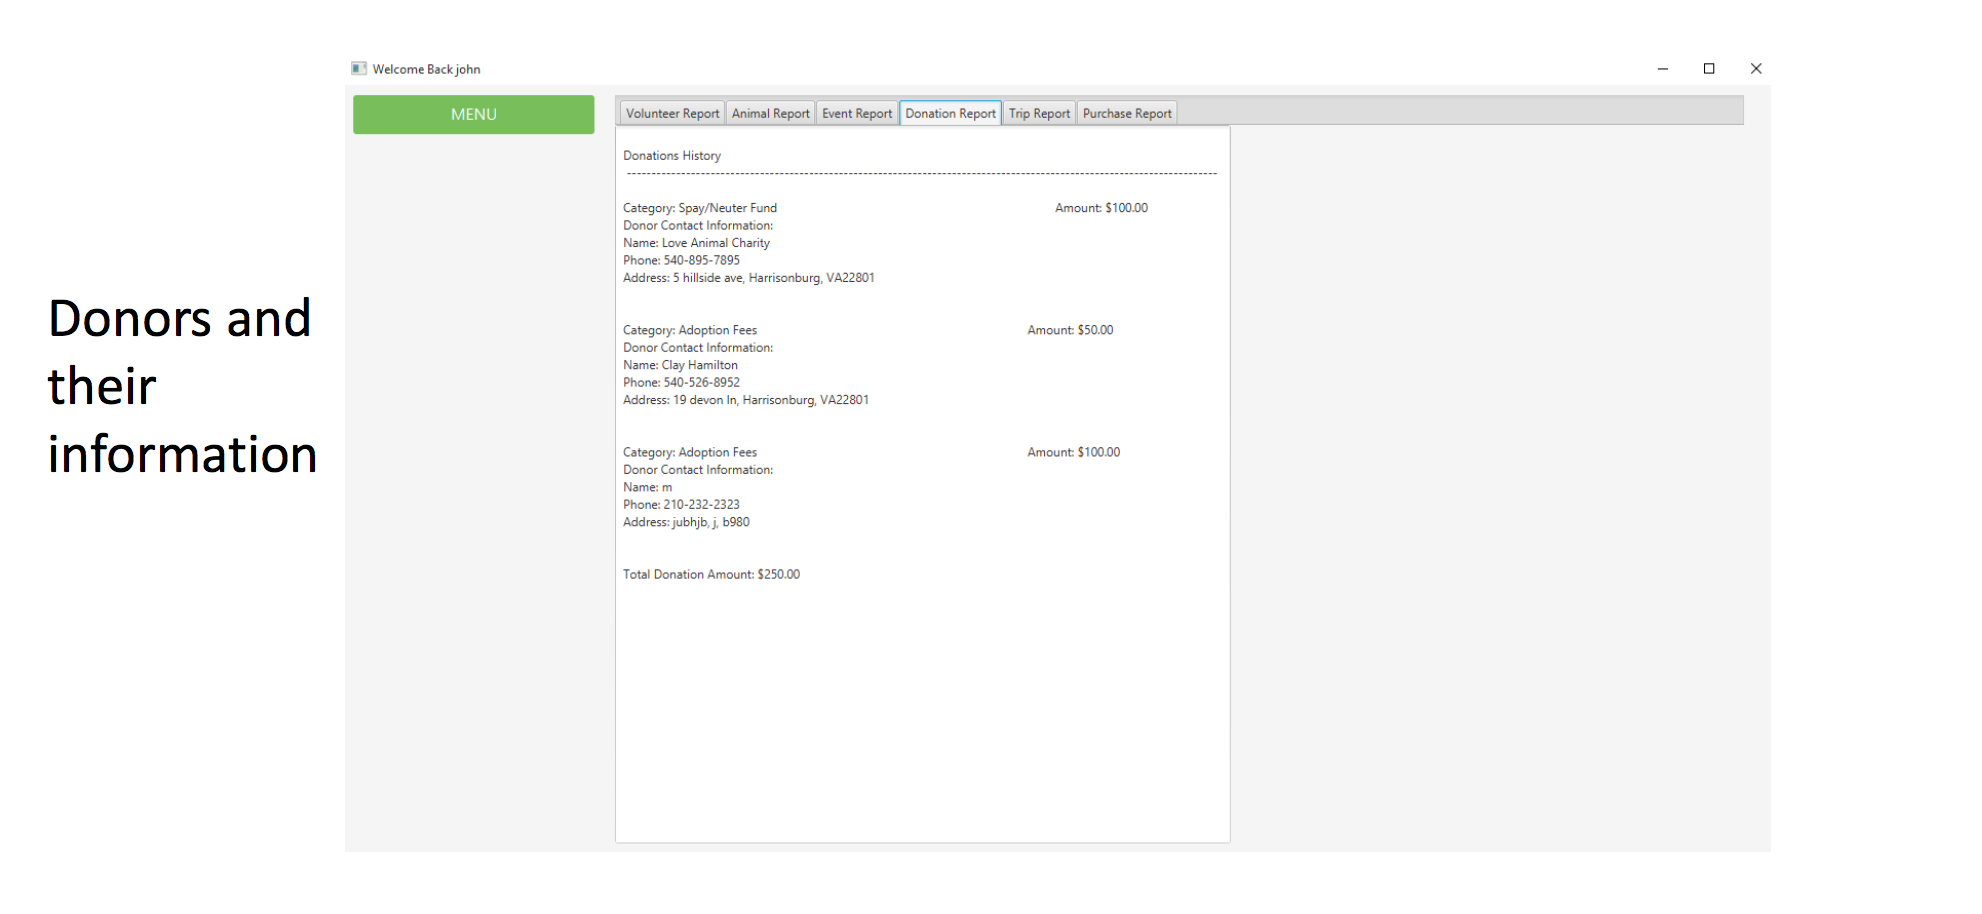 Donors and
their
information
Welcome Back john
MENU
Volunteer Report Animal Report Event Report Donation Report Trip Report Purchase Report
Donations History
Category: Spay/Neuter Fund Amount: $100.00
Donor Contact Information:
Name: Love Animal Charity
Phone: 540-895-7895
Address: 5 hillside ave, Harrisonburg, VA22801
Category: Adoption Fees Amount: $50.00
Donor Contact Information:
Name: Clay Hamilton
Phone: 540-526-8952
Address: 19 devon ln, Harrisonburg, VA22801
Category: Adoption Fees Amount: $100.00
Donor Contact Information:
Name: m
Phone: 210-232-2323
Address: jubhjb, j, b980
Total Donation Amount: $250.00